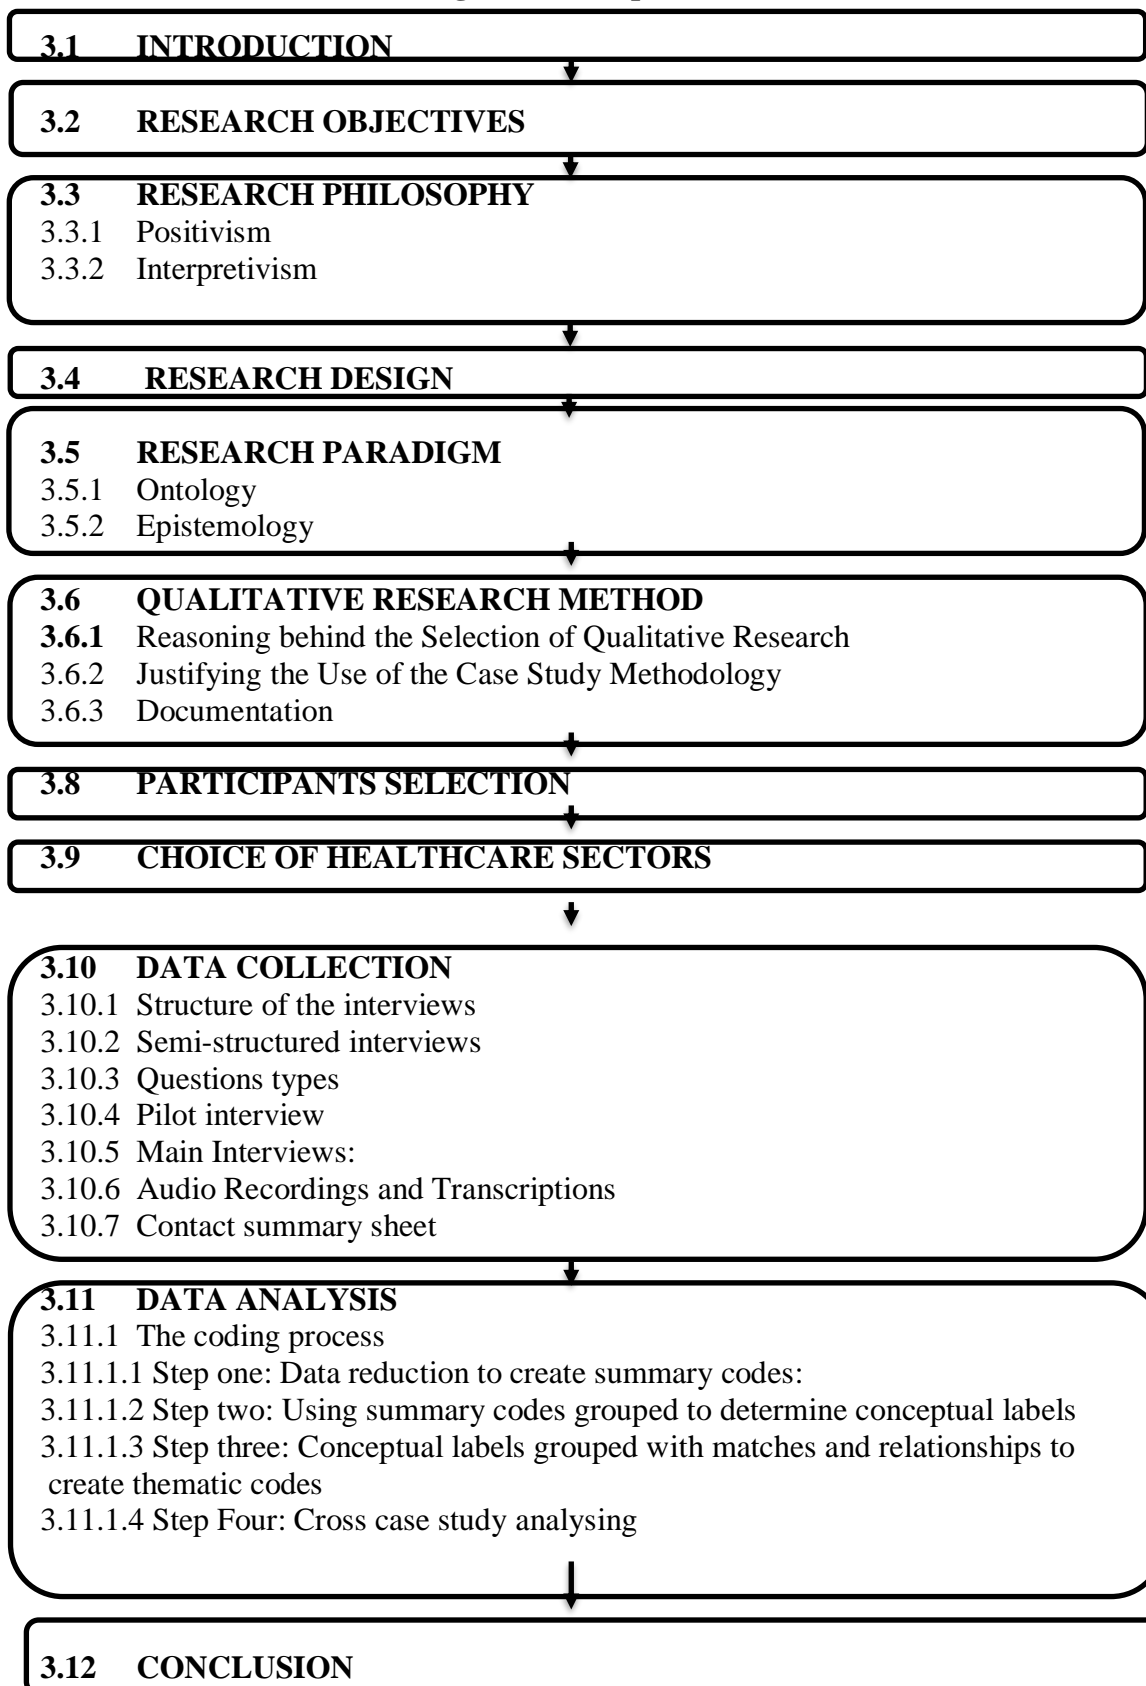 3.1 INTRODUCTION
3.2 RESEARCH OBJECTIVES
3.3 RESEARCH PHILOSOPHY
3.3.1 Positivism
3.3.2 Interpretivism
3.4 RESEARCH DESIGN
3.5 RESEARCH PARADIGM
3.5.1 Ontology
3.5.2 Epistemology
3.6 QUALITATIVE RESEARCH METHOD
3.6.1 Reasoning behind the Selection of Qualitative Research
3.6.2 Justifying the Use of the Case Study Methodology
3.6.3 Documentation
3.8 PARTICIPANTS SELECTION
3.9 CHOICE OF HEALTHCARE SECTORS
3.10 DATA COLLECTION
3.10.1 Structure of the interviews
3.10.2 Semi-structured interviews
3.10.3 Questions types
3.10.4 Pilot interview
3.10.5 Main Interviews:
3.10.6 Audio Recordings and Transcriptions
3.10.7 Contact summary sheet
3.11 DATA ANALYSIS
3.11.1 The coding process
3.11.1.1 Step one: Data reduction to create summary codes:
3.11.1.2 Step two: Using summary codes grouped to determine conceptual labels
3.11.1.3 Step three: Conceptual labels grouped with matches and relationships to
create thematic codes
3.11.1.4 Step Four: Cross case study analysing
3.12 CONCLUSION